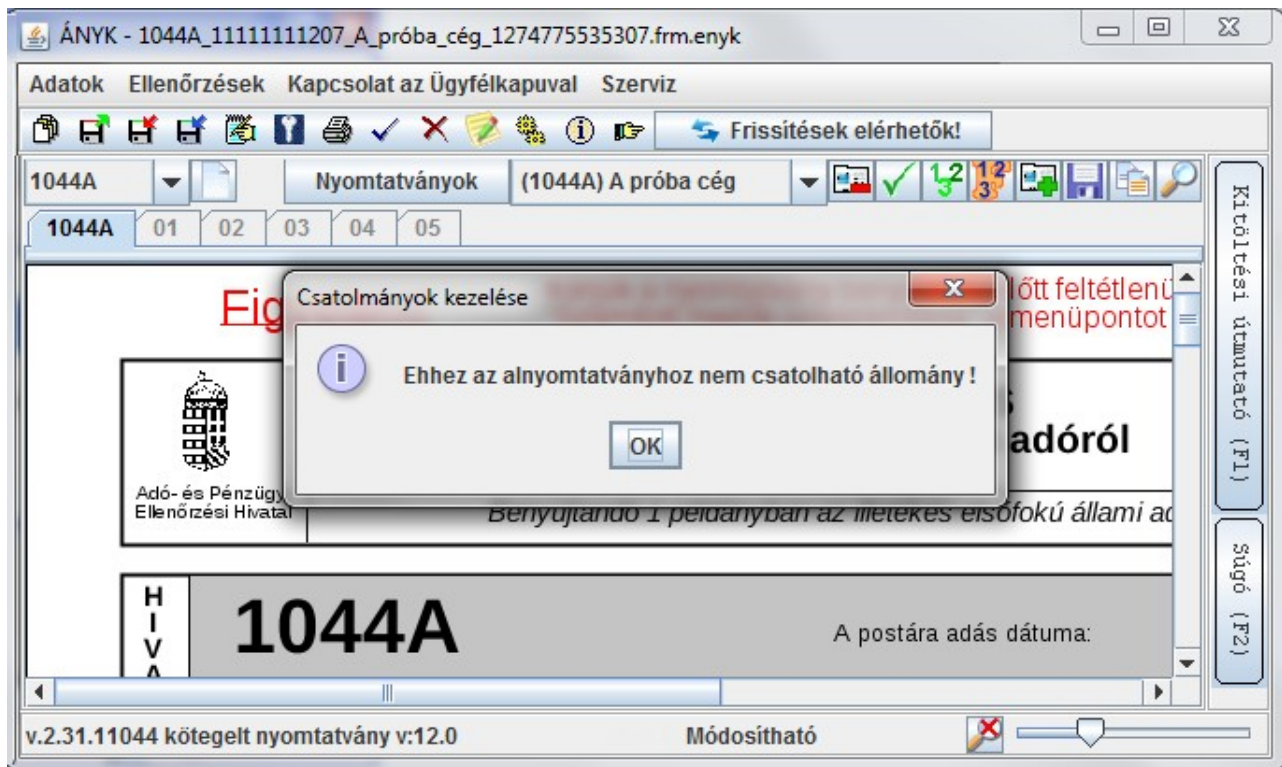 ÁNYK - 1044A_11111111207_A_próba_cég_1274775535307.frm.enyk
Adatok Ellenőrzések Kapcsolat az Ügyfélkapuval Szerviz
Frissítések elérhetők!
1044A Nyomtatványok (1044A) A próba cég
1044A 01 02 03 04 05
Fig
lőtt feltétlenü
menüpontot
Csatolmányok kezelése
Ehhez az alnyomtatványhoz nem csatolható állomány !
OK
adóról
Adó- és Pénzügy
Ellenőrzési Hivatal
Benyújtandó 1 példányban az illetékes elsőfokú állami ad
H
I
V
A
1044A
A postára adás dátuma:
Kitöltési útmutató (F1)
Súgó (F2)
v.2.31.11044 kötegelt nyomtatvány v:12.0 Módosítható